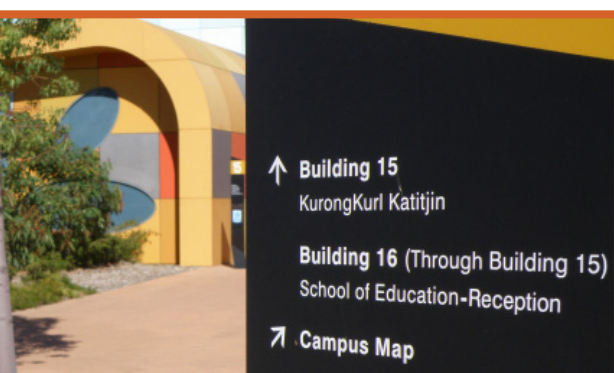 ↑ Building 15
KurongKurl Katitjin
Building 16 (Through Building 15)
School of Education-Reception
↗ Campus Map